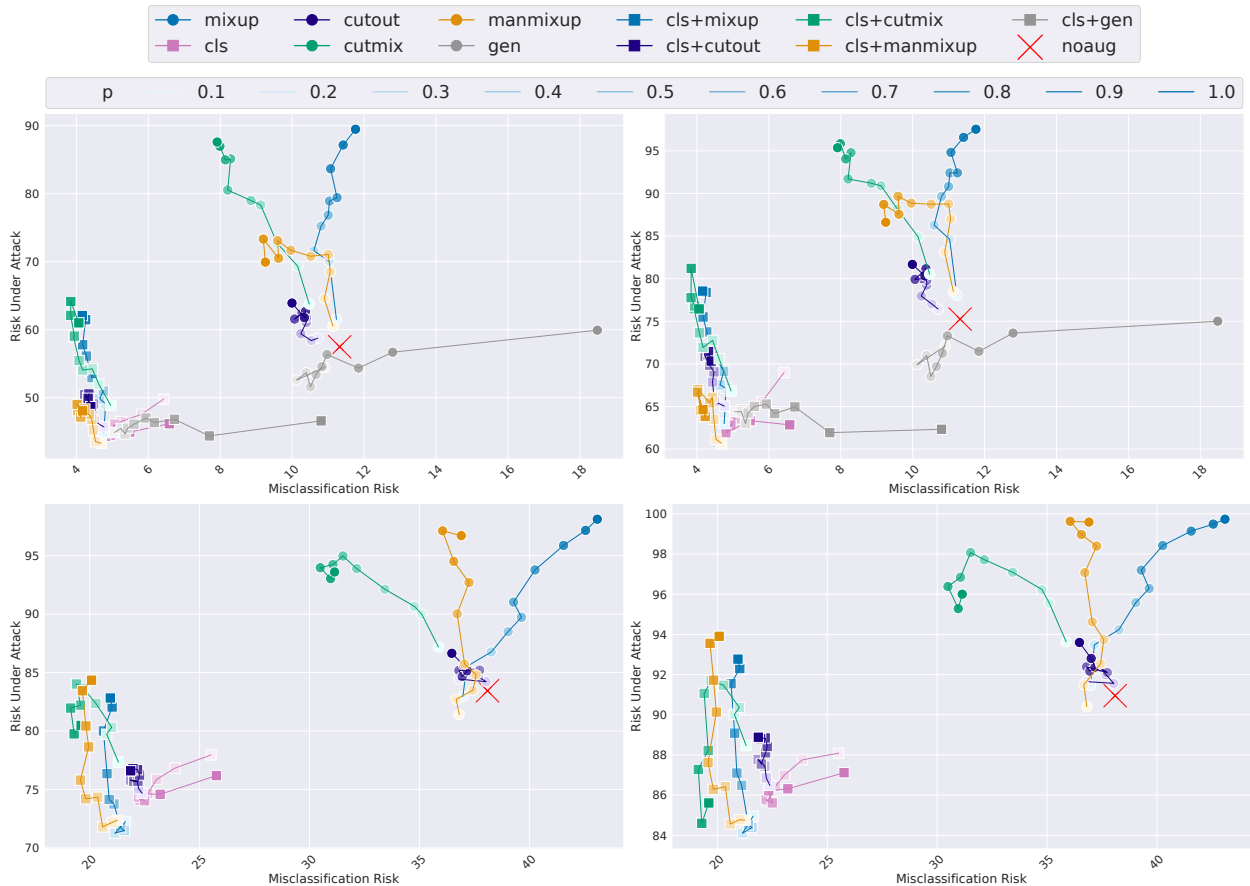 mixup cutout manmixup cls+mixup cls+cutmix cls+gen
cls cutmix gen cls+cutout cls+manmixup noaug
p 0.1 0.2 0.3 0.4 0.5 0.6 0.7 0.8 0.9 1.0
Risk Under Attack
90
80
70
60
50
4 6 8 10 12 14 16 18
Misclassification Risk
Risk Under Attack
95
90
85
80
75
70
65
60
4 6 8 10 12 14 16 18
Misclassification Risk
Risk Under Attack
95
90
85
80
75
70
20 25 30 35 40
Misclassification Risk
Risk Under Attack
100
98
96
94
92
90
88
86
84
20 25 30 35 40
Misclassification Risk